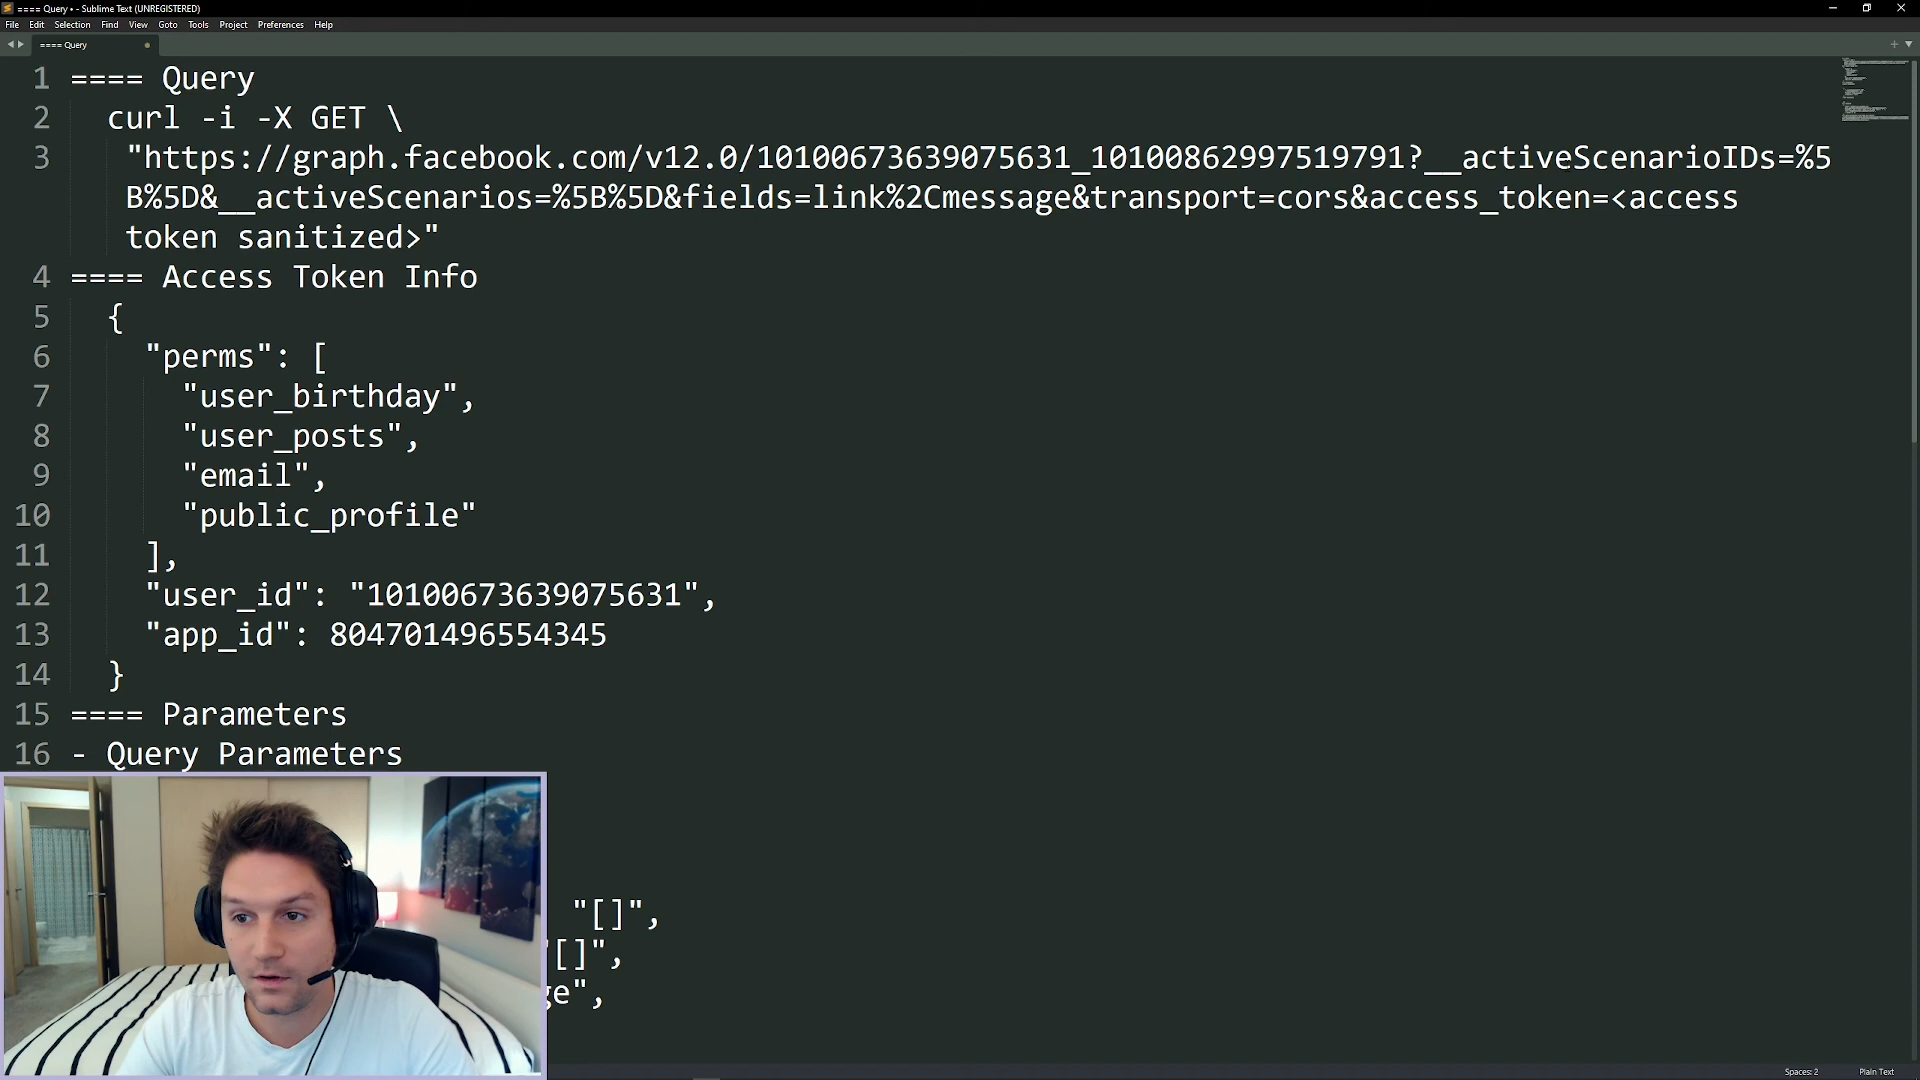 ==== Query • - Sublime Text (UNREGISTERED)
File Edit Selection Find View Goto Tools Project Preferences Help
==== Query
1 ==== Query
2 curl -i -X GET \
3 "https://graph.facebook.com/v12.0/10100673639075631_10100862997519791?__activeScenarioIDs=%5
B%5D&__activeScenarios=%5B%5D&fields=link%2Cmessage&transport=cors&access_token=<access
token sanitized>"
4 ==== Access Token Info
5 {
6 "perms": [
7 "user_birthday",
8 "user_posts",
9 "email",
10 "public_profile"
11 ],
12 "user_id": "10100673639075631",
13 "app_id": 804701496554345
14 }
15 ==== Parameters
16 - Query Parameters
"[]",
"[]",
ge",
Spaces: 2 Plain Text